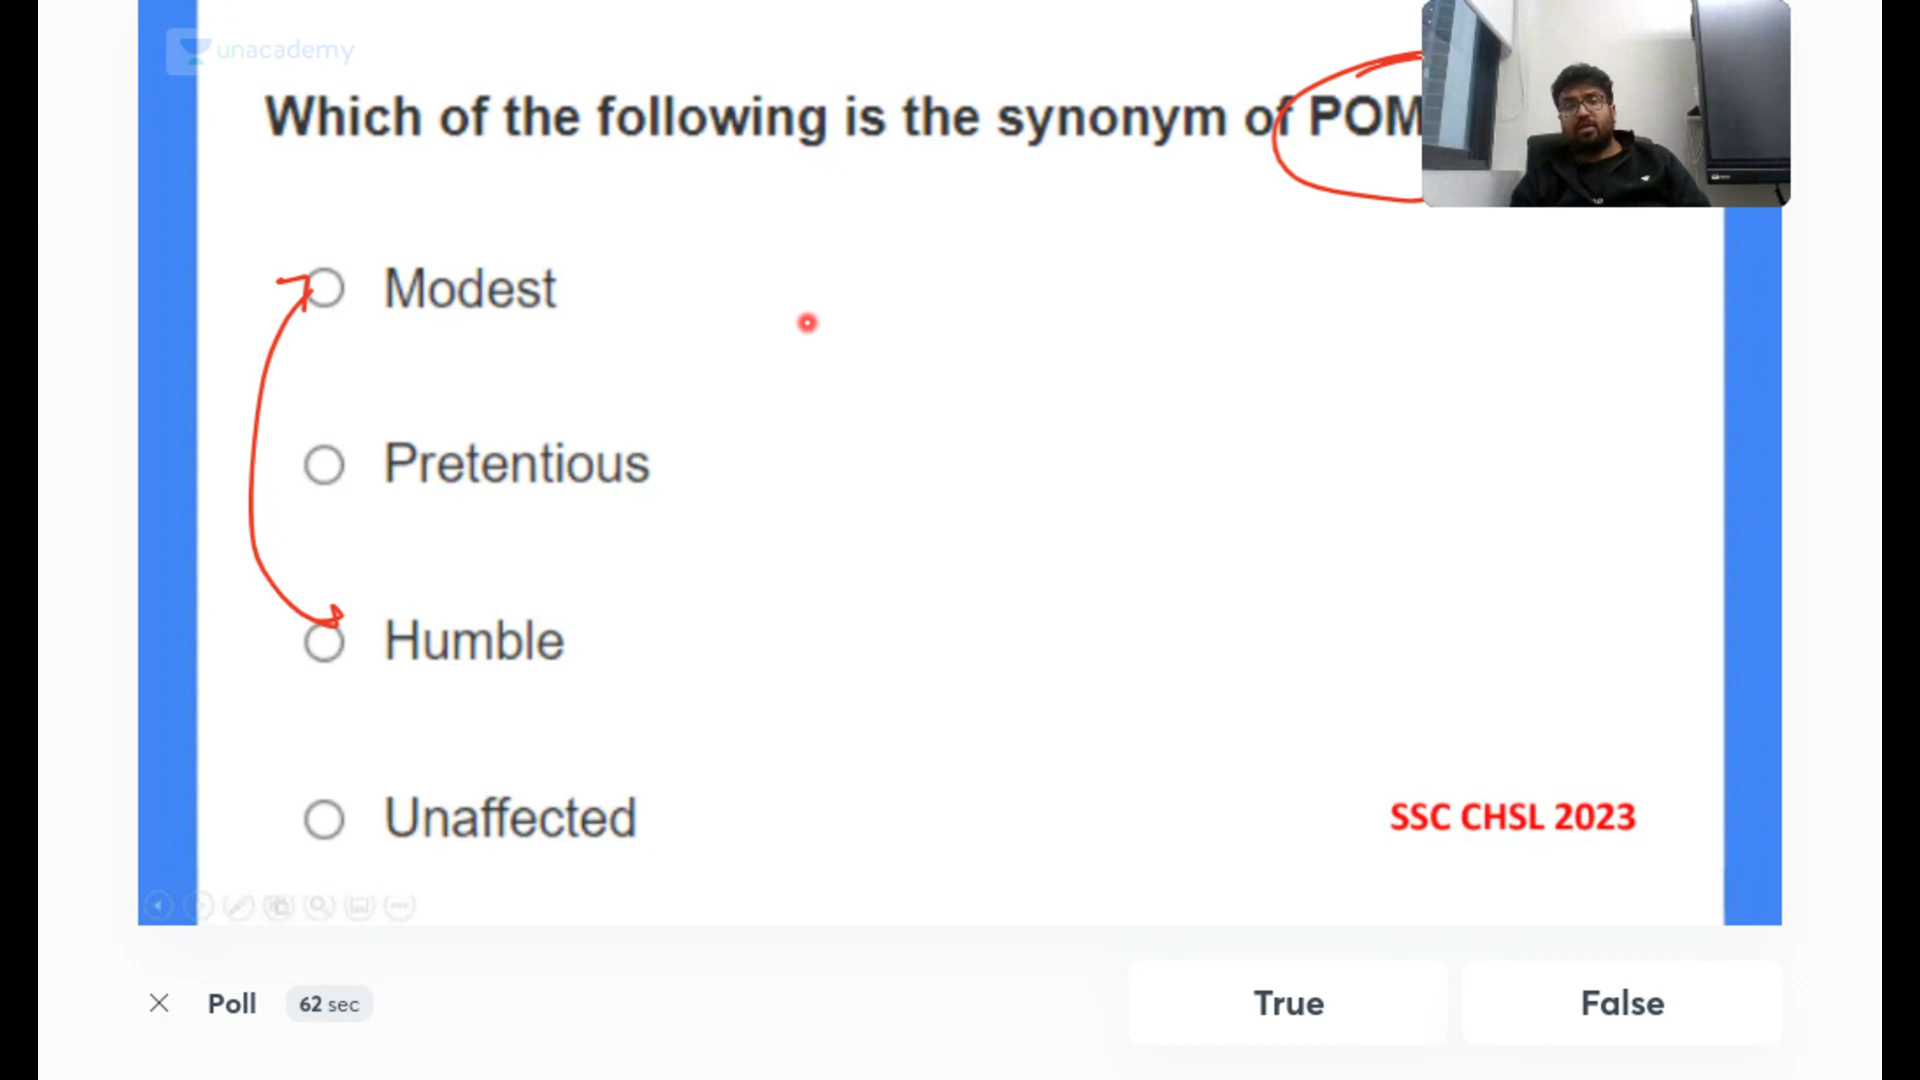 unacademy
Which of the following is the synonym of POM
Modest
Pretentious
Humble
Unaffected
SSC CHSL 2023
Poll 62 sec True False